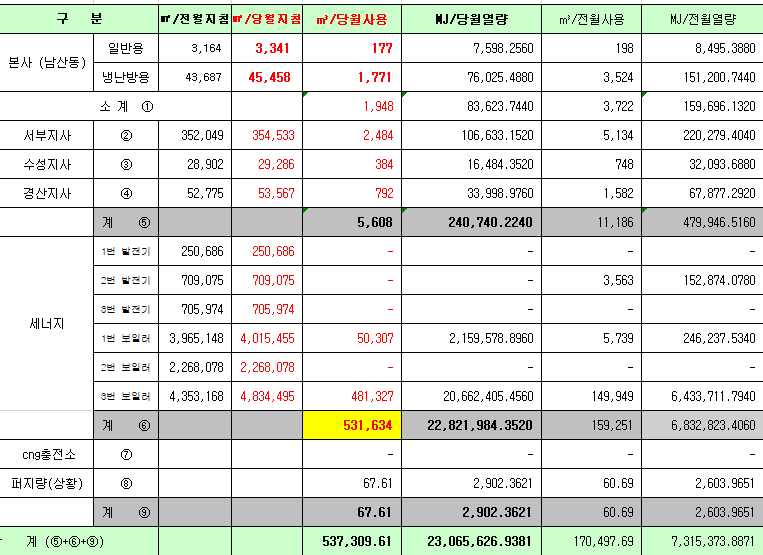 구 분 ㎥/전월지침 ㎥/당월지침 ㎥/당월사용 MJ/당월열량 ㎥/전월사용 MJ/전월열량
본사 (남산동) 일반용 3,164 3,341 177 7,598.2560 198 8,495.3880
냉난방용 43,687 45,458 1,771 76,025.4880 3,524 151,200.7440
소 계 ① 1,948 83,623.7440 3,722 159,696.1320
서부지사 ② 352,049 354,533 2,484 106,633.1520 5,134 220,279.4040
수성지사 ③ 28,902 29,286 384 16,484.3520 748 32,093.6880
경산지사 ④ 52,775 53,567 792 33,998.9760 1,582 67,877.2920
계 ⑤ 5,608 240,740.2240 11,186 479,946.5160
세너지 1번 발전기 250,686 250,686 - - - -
2번 발전기 709,075 709,075 - - 3,563 152,874.0780
3번 발전기 705,974 705,974 - - - -
1번 보일러 3,965,148 4,015,455 50,307 2,159,578.8960 5,739 246,237.5340
2번 보일러 2,268,078 2,268,078 - - - -
3번 보일러 4,353,168 4,834,495 481,327 20,662,405.4560 149,949 6,433,711.7940
계 ⑥ 531,634 22,821,984.3520 159,251 6,832,823.4060
cng충전소 ⑦ - - - -
퍼지량(상황) ⑧ 67.61 2,902.3621 60.69 2,603.9651
계 ⑨ 67.61 2,902.3621 60.69 2,603.9651
계 (⑤+⑥+⑨) 537,309.61 23,065,626.9381 170,497.69 7,315,373.8871